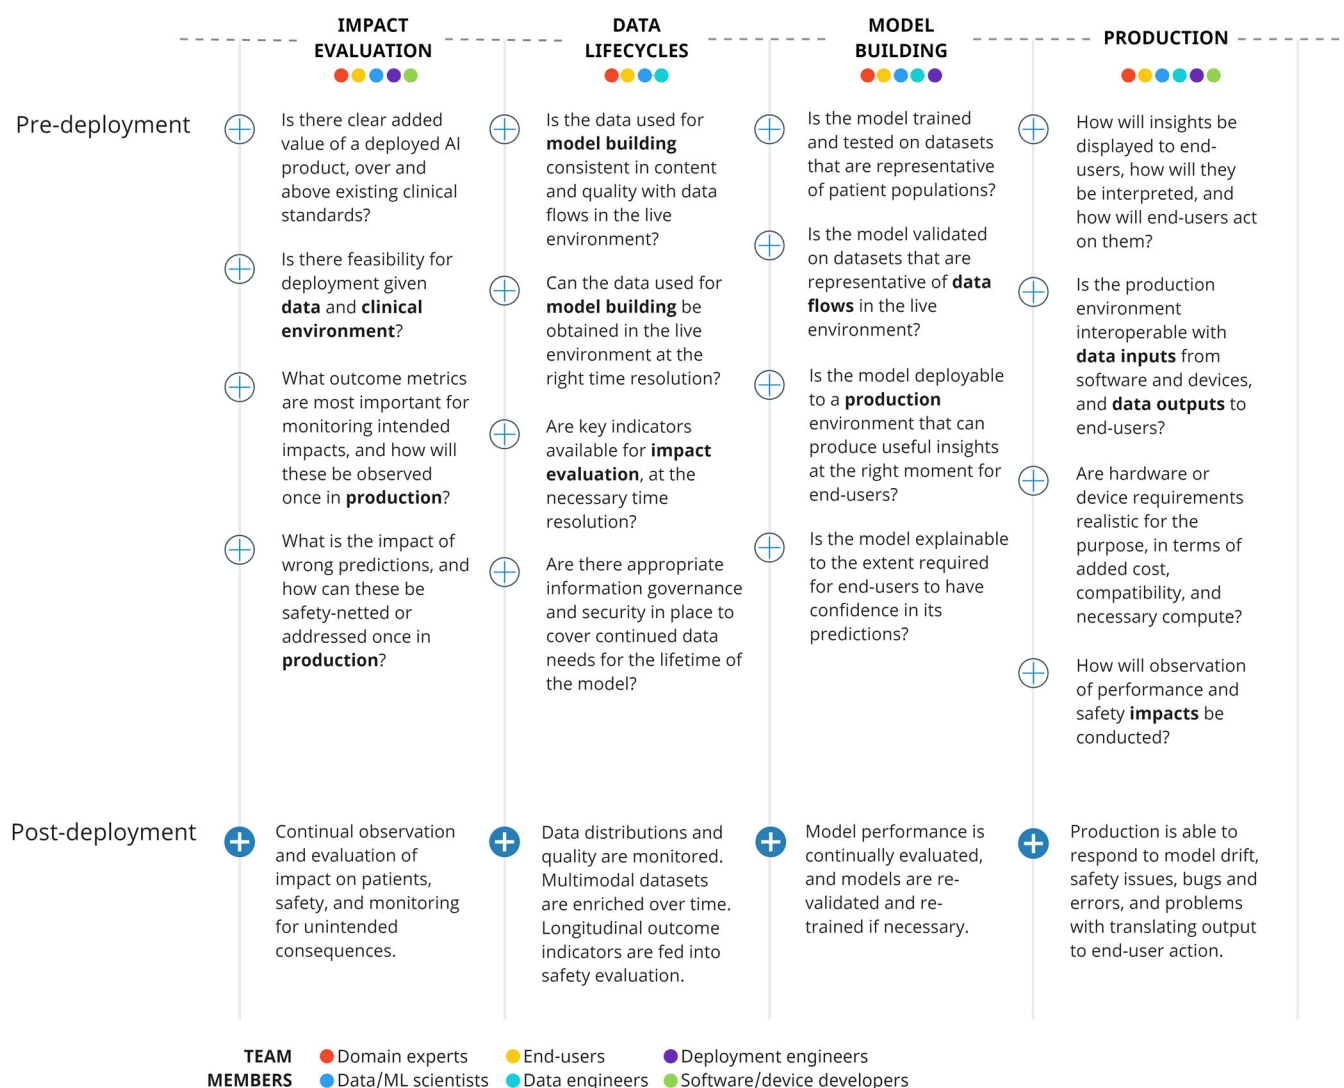 IMPACT
EVALUATION
DATA
LIFECYCLES
MODEL
BUILDING
PRODUCTION
Pre-deployment
Is there clear added
value of a deployed AI
product, over and
above existing clinical
standards?
Is there feasibility for
deployment given
data and clinical
environment?
What outcome metrics
are most important for
monitoring intended
impacts, and how will
these be observed
once in production?
What is the impact of
wrong predictions, and
how can these be
safety-netted or
addressed once in
production?
Is the data used for
model building
consistent in content
and quality with data
flows in the live
environment?
Can the data used for
model building be
obtained in the live
environment at the
right time resolution?
Are key indicators
available for impact
evaluation, at the
necessary time
resolution?
Are there appropriate
information governance
and security in place to
cover continued data
needs for the lifetime of
the model?
Is the model trained
and tested on datasets
that are representative
of patient populations?
Is the model validated
on datasets that are
representative of data
flows in the live
environment?
Is the model deployable
to a production
environment that can
produce useful insights
at the right moment for
end-users?
Is the model explainable
to the extent required
for end-users to have
confidence in its
predictions?
How will insights be
displayed to end-
users, how will they
be interpreted, and
how will end-users act
on them?
Is the production
environment
interoperable with
data inputs from
software and devices,
and data outputs to
end-users?
Are hardware or
device requirements
realistic for the
purpose, in terms of
added cost,
compatibility, and
necessary compute?
How will observation
of performance and
safety impacts be
conducted?
Post-deployment
Continual observation
and evaluation of
impact on patients,
safety, and monitoring
for unintended
consequences.
Data distributions and
quality are monitored.
Multimodal datasets
are enriched over time.
Longitudinal outcome
indicators are fed into
safety evaluation.
Model performance is
continually evaluated,
and models are re-
validated and re-
trained if necessary.
Production is able to
respond to model drift,
safety issues, bugs and
errors, and problems
with translating output
to end-user action.
TEAM
MEMBERS
Domain experts
End-users
Deployment engineers
Data/ML scientists
Data engineers
Software/device developers